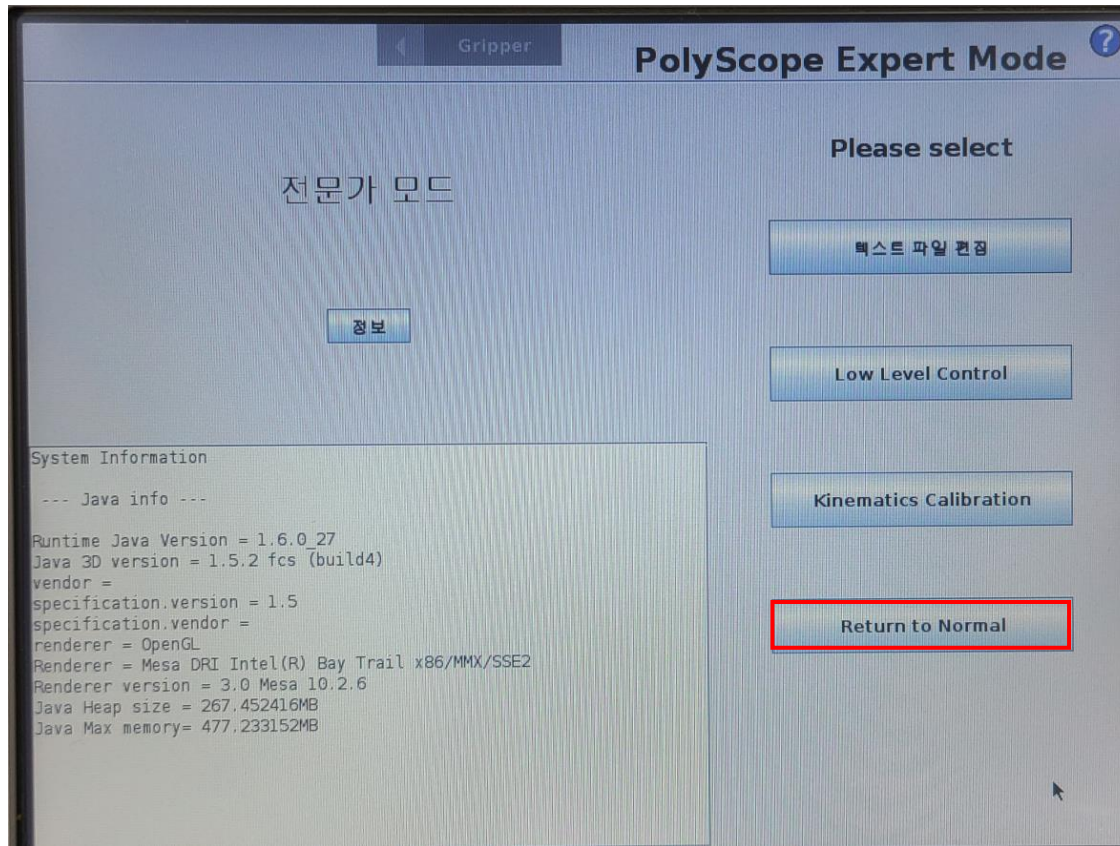 Gripper
PolyScope Expert Mode
?
Please select
전문가 모드
텍스트 파일 편집
정보
Low Level Control
Kinematics Calibration
Return to Normal
System Information
--- Java info ---
Runtime Java Version = 1.6.0_27
Java 3D version = 1.5.2 fcs (build4)
vendor =
specification.version = 1.5
specification.vendor =
renderer = OpenGL
Renderer = Mesa DRI Intel(R) Bay Trail x86/MMX/SSE2
Renderer version = 3.0 Mesa 10.2.6
Java Heap size = 267.452416MB
Java Max memory= 477.233152MB